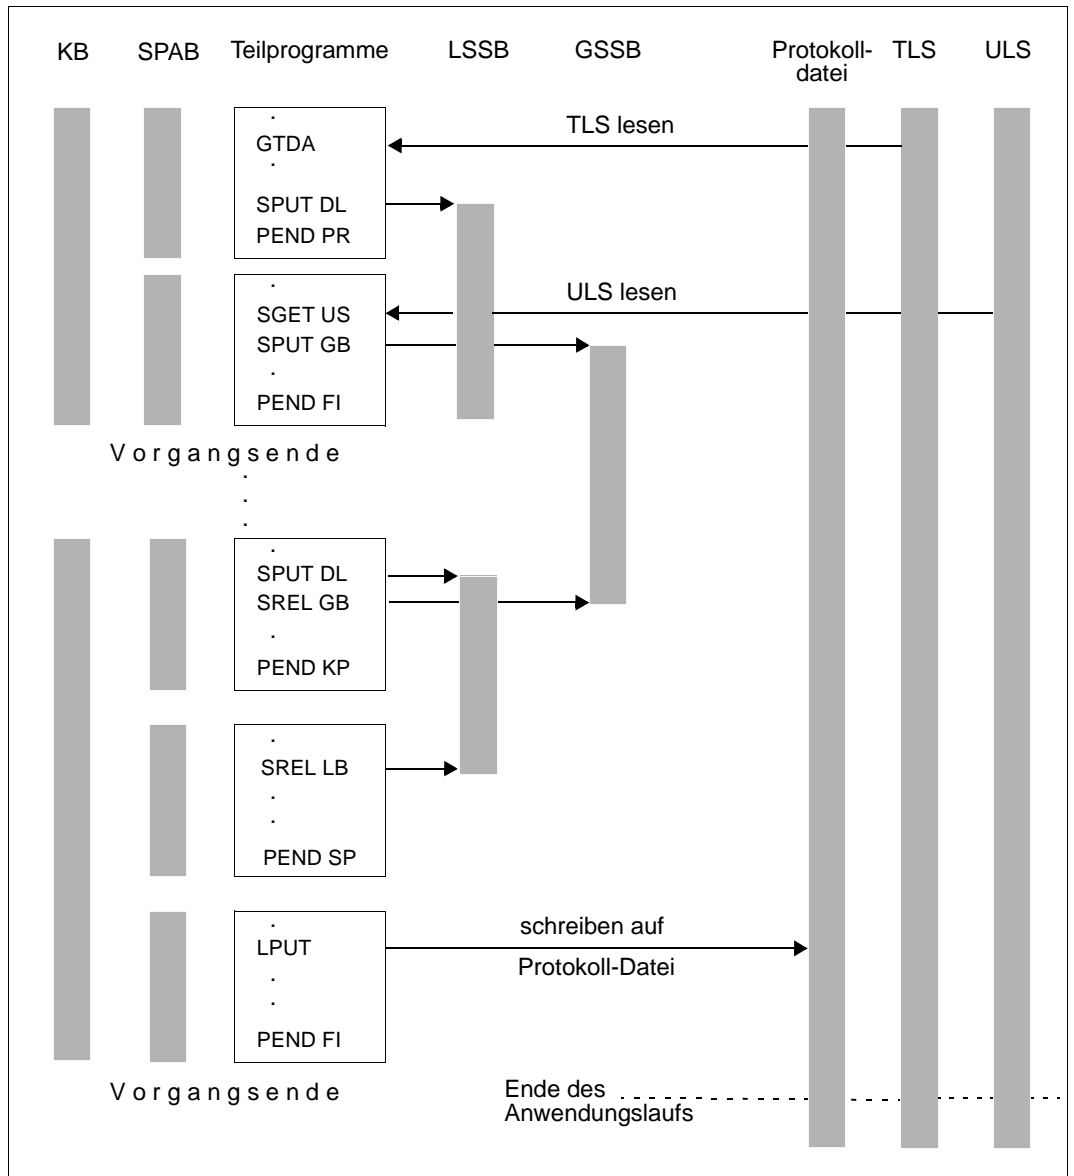 KB SPAB Teilprogramme LSSB GSSB Protokoll- TLS ULS
datei
.
GTDA
TLS lesen
.
SPUT DL
PEND PR
.
SGET US
ULS lesen
SPUT GB
.
PEND FI
Vorgangsende
.
.
.
.
SPUT DL
SREL GB
.
PEND KP
.
SREL LB
.
.
PEND SP
.
LPUT
schreiben auf
Protokoll-Datei
.
.
PEND FI
Vorgangsende
Ende des
Anwendungslaufs